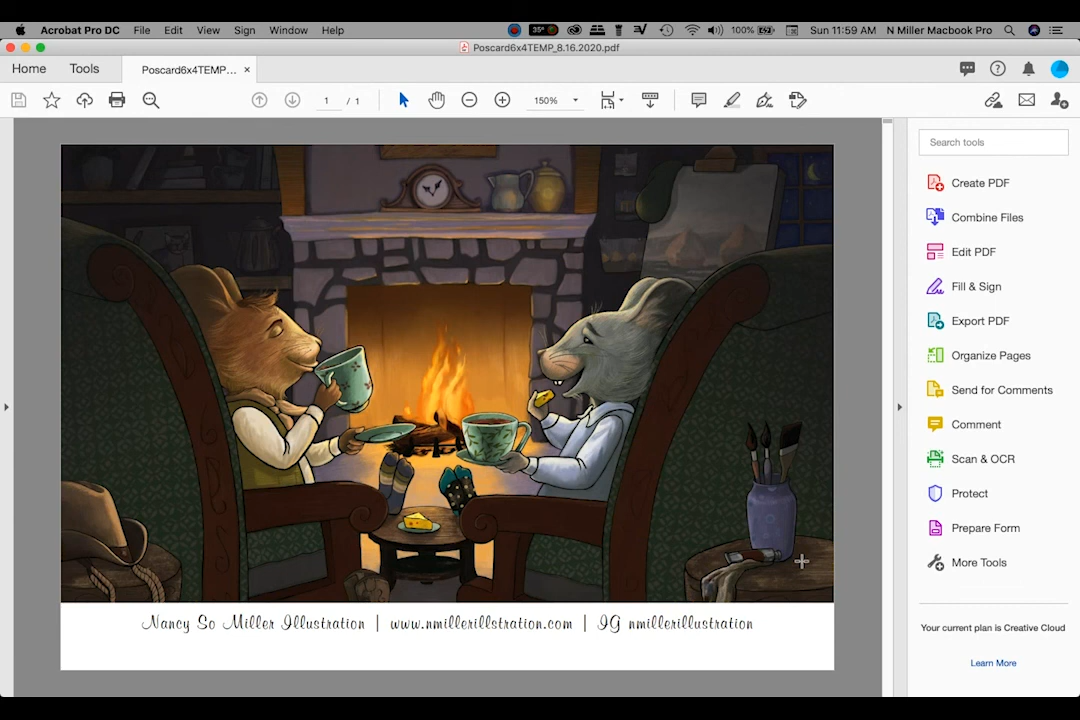 Acrobat Pro DC File Edit View Sign Window Help 35° 100% Sun 11:59 AM N Miller Macbook Pro
Poscard6x4TEMP_8.16.2020.pdf
Home Tools Poscard6x4TEMP... ×
1 / 1 150%
Search tools
Create PDF
Combine Files
Edit PDF
Fill & Sign
Export PDF
Organize Pages
Send for Comments
Comment
Scan & OCR
Protect
Prepare Form
More Tools
Nancy So Miller Illustration | www.nmillerillstration.com | IG nmillerillustration
Your current plan is Creative Cloud
Learn More